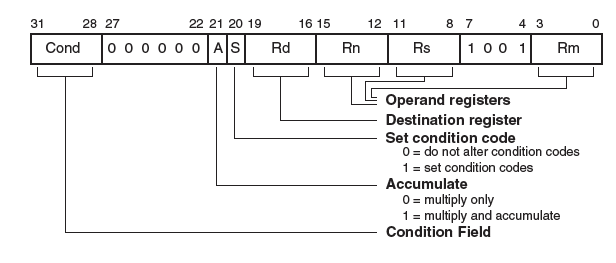 31 28 27 22 21 20 19 16 15 12 11 8 7 4 3 0
Cond 0 0 0 0 0 0 A S Rd Rn Rs 1 0 0 1 Rm
Operand registers
Destination register
Set condition code
0 = do not alter condition codes
1 = set condition codes
Accumulate
0 = multiply only
1 = multiply and accumulate
Condition Field